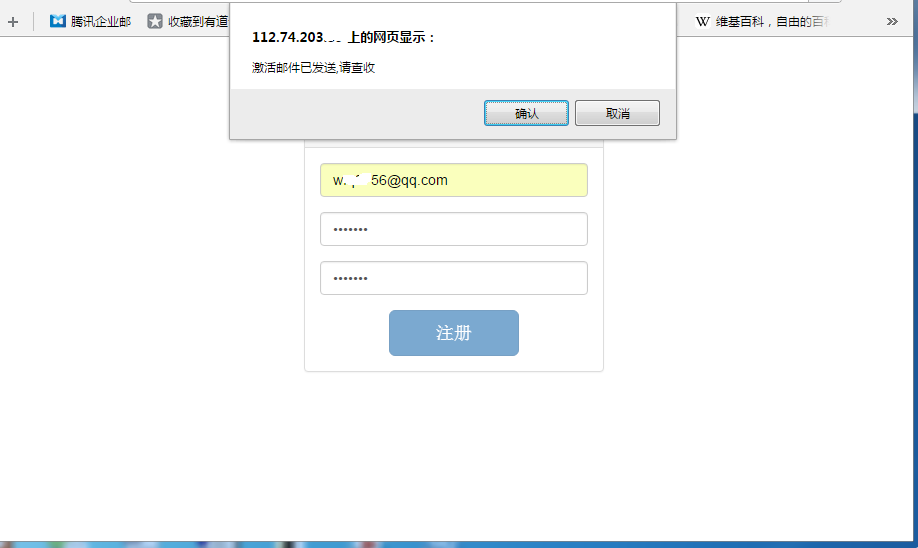 腾讯企业邮
收藏到有道
维基百科，自由的百
112.74.203. 上的网页显示：
激活邮件已发送,请查收
确认
取消
56@qq.com
•••••••
•••••••
注册